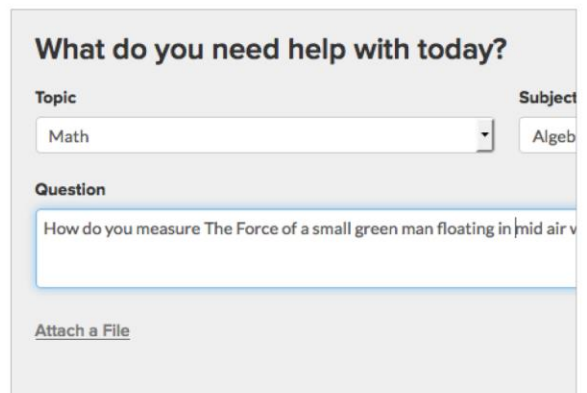 What do you need help with today?
Topic
Subject
Math
Algeb
Question
How do you measure The Force of a small green man floating in mid air
Attach a File